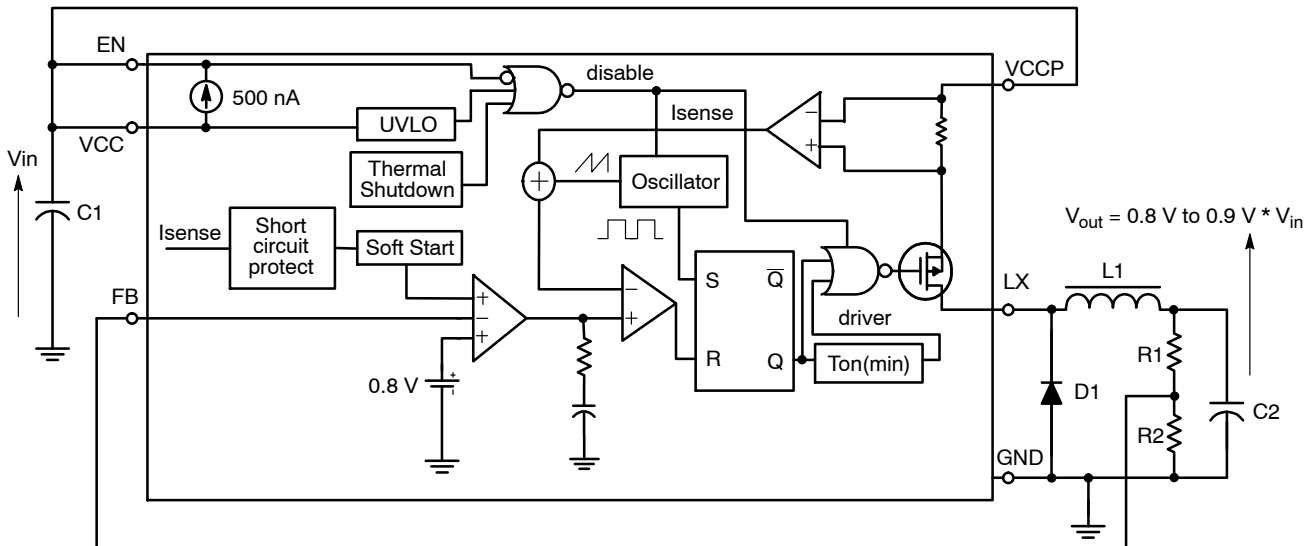 EN
VCCP
disable
500 nA
Isense
−
+
UVLO
VCC
Vin
Thermal
Shutdown
+
Oscillator
C1
Vout = 0.8 V to 0.9 V * Vin
Isense
Short
circuit
protect
Soft Start
L1
S
Q
LX
FB
+
−
+
−
+
driver
R1
R
Q
Ton(min)
0.8 V
+
-
D1
C2
R2
GND